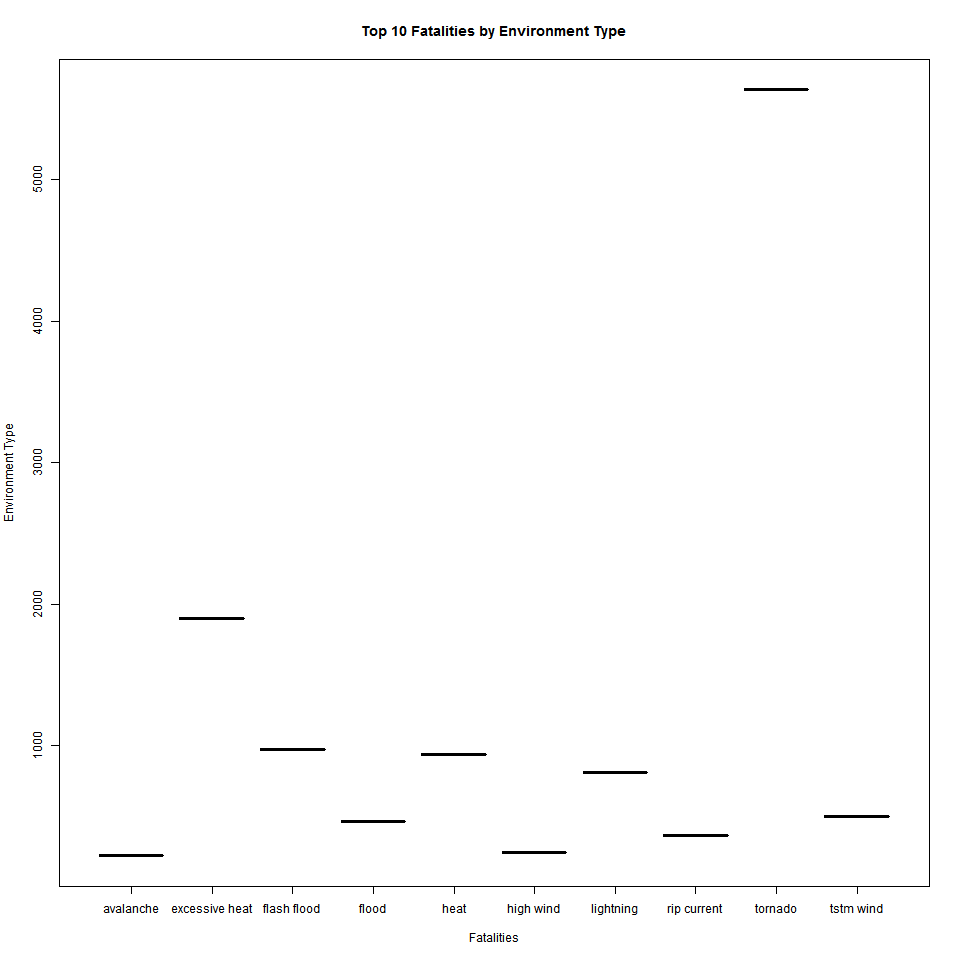 Top 10 Fatalities by Environment Type
Environment Type
5000
4000
3000
2000
1000
avalanche excessive heat flash flood flood heat high wind lightning rip current tornado tstm wind
Fatalities